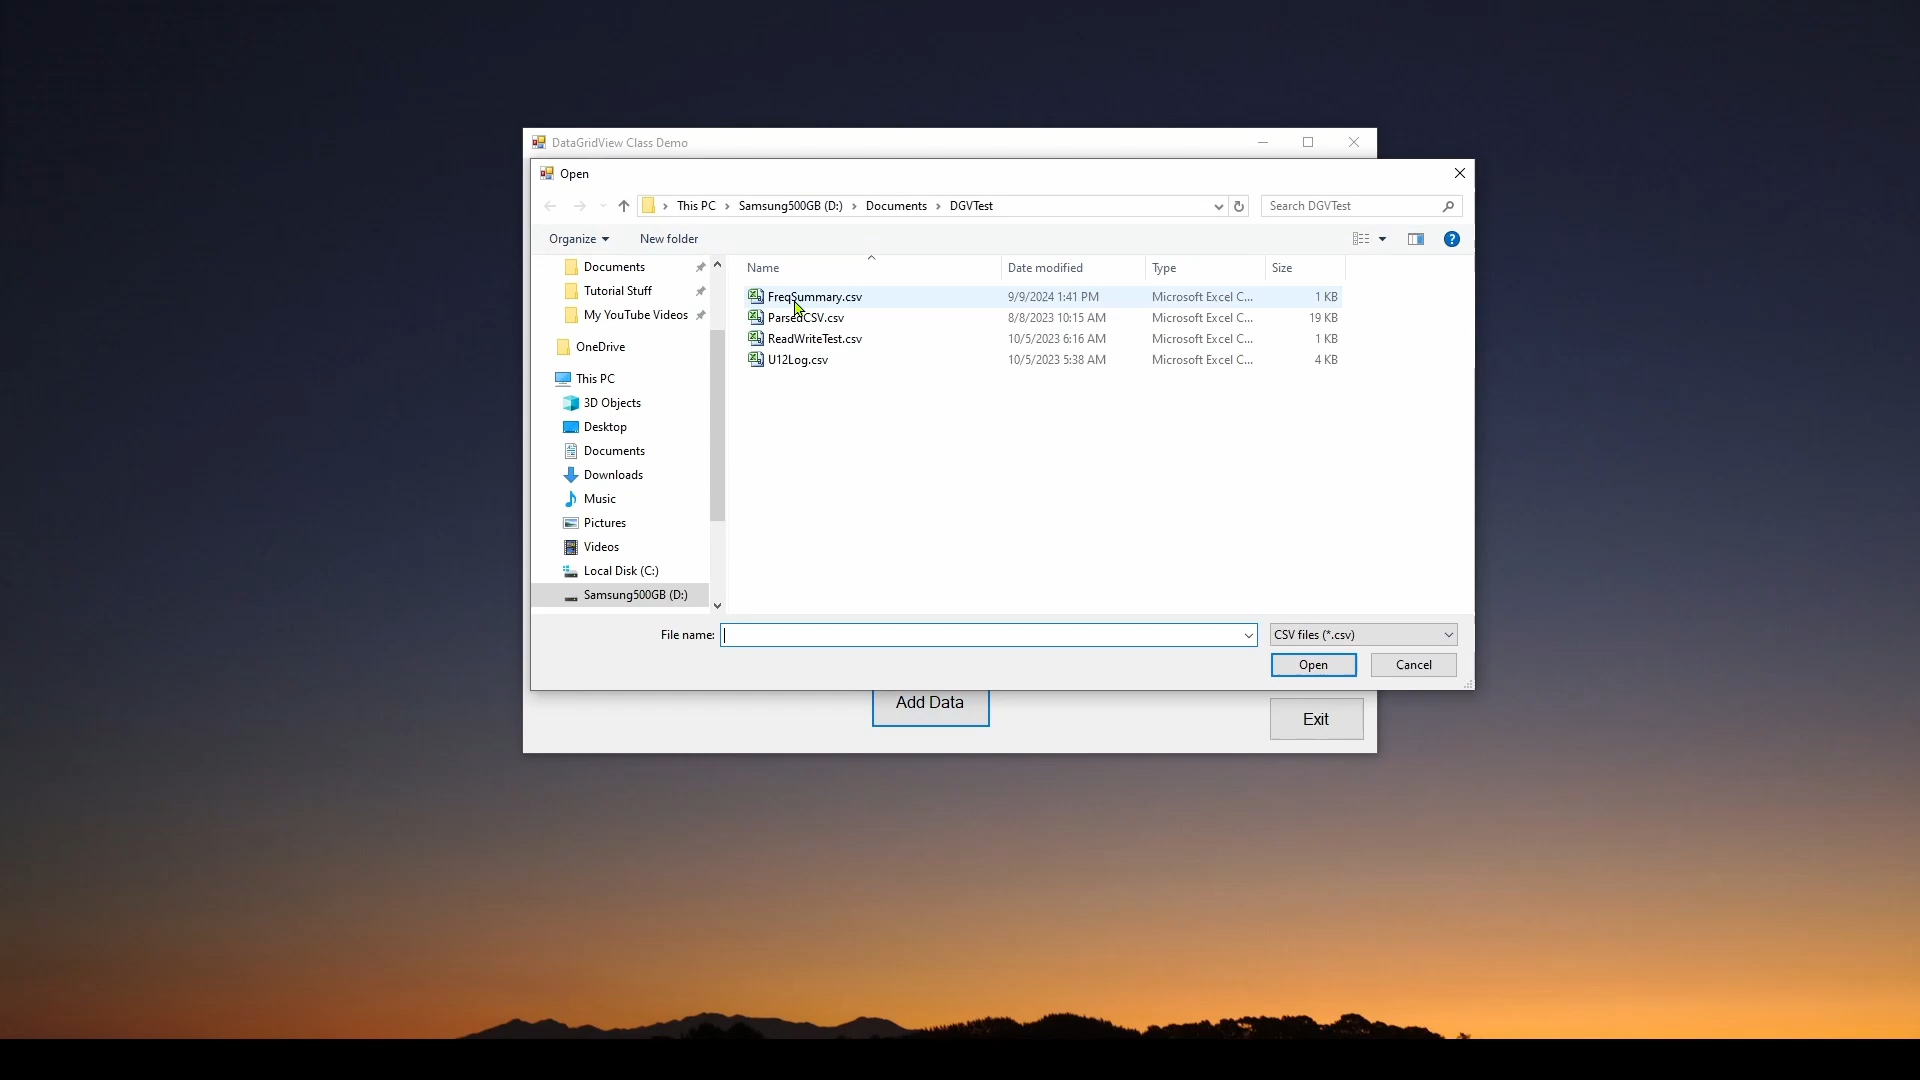 DataGridView Class Demo
Open
This PC Samsung500GB (D:) Documents DGVTest
Search DGVTest
Organize New folder
Name Date modified Type Size
Documents
Tutorial Stuff
My YouTube Videos
OneDrive
This PC
3D Objects
Desktop
Documents
Downloads
Music
Pictures
Videos
Local Disk (C:)
Samsung500GB (D:)
FreqSummary.csv 9/9/2024 1:41 PM Microsoft Excel C... 1 KB
ParsedCSV.csv 8/8/2023 10:15 AM Microsoft Excel C... 19 KB
ReadWriteTest.csv 10/5/2023 6:16 AM Microsoft Excel C... 1 KB
U12Log.csv 10/5/2023 5:38 AM Microsoft Excel C... 4 KB
File name: CSV files (*.csv)
Open Cancel
Add Data
Exit